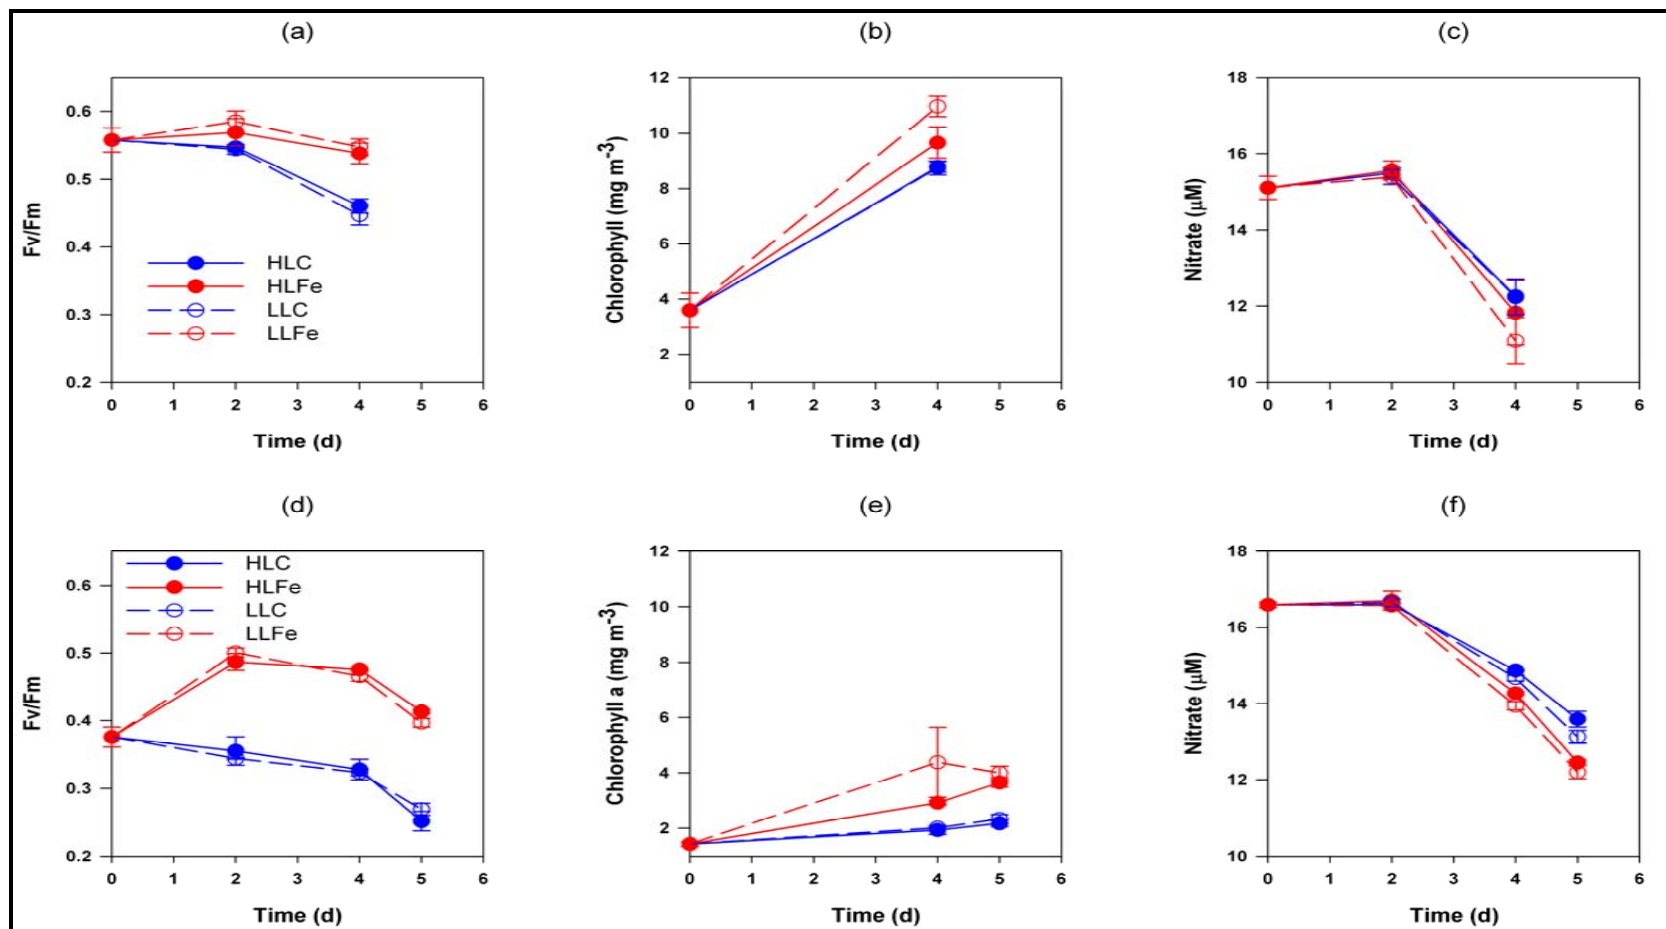 (a)
(b)
(c)
0.6
0.5
0.4
0.3
0.2
Fv/Fm
HLC
HLFe
LLC
LLFe
0 1 2 3 4 5 6
Time (d)
12
10
8
6
4
2
Chlorophyll (mg m-3)
0 1 2 3 4 5 6
Time (d)
18
16
14
12
10
Nitrate (μM)
0 1 2 3 4 5 6
Time (d)
(d)
(e)
(f)
0.6
0.5
0.4
0.3
0.2
Fv/Fm
HLC
HLFe
LLC
LLFe
0 1 2 3 4 5 6
Time (d)
12
10
8
6
4
2
Chlorophyll a (mg m-3)
0 1 2 3 4 5 6
Time (d)
18
16
14
12
10
Nitrate (μM)
0 1 2 3 4 5 6
Time (d)